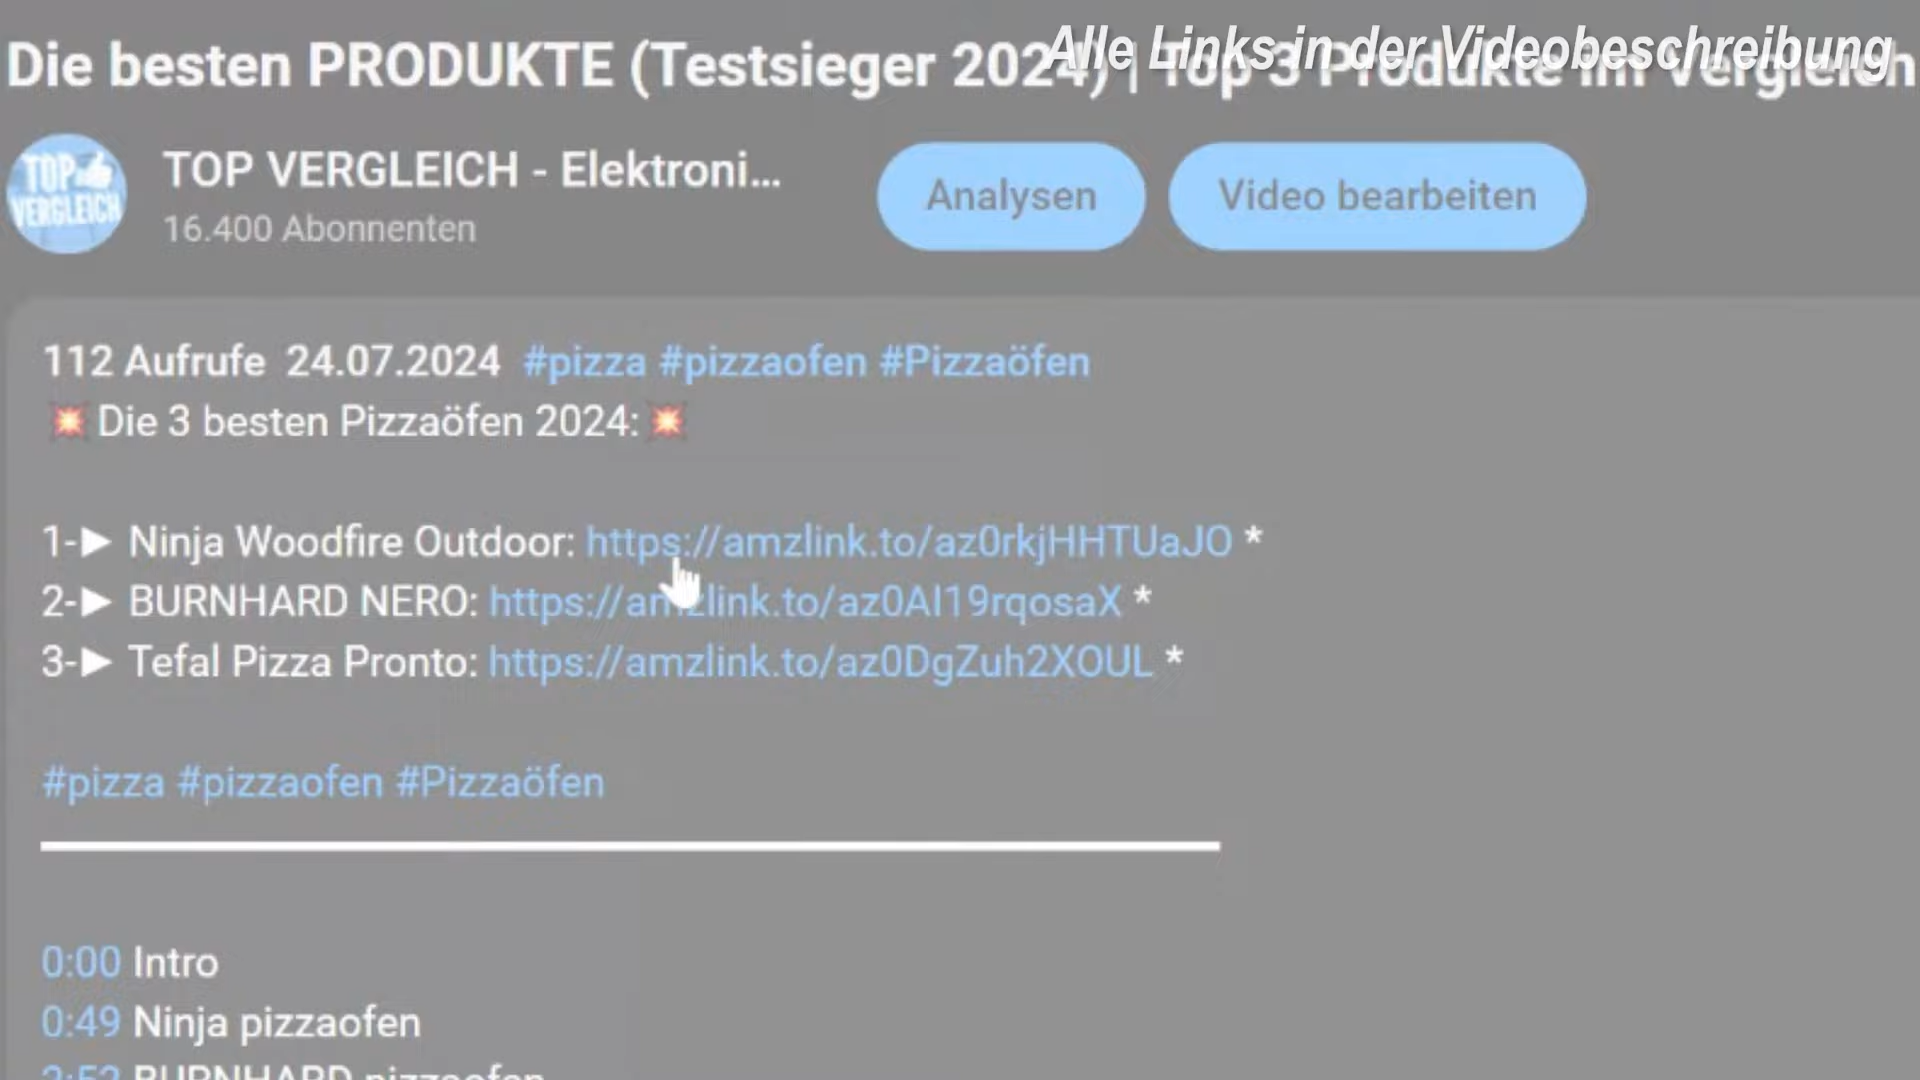 Alle Links in der Videobeschreibung
Die besten PRODUKTE (Testsieger 2024) | Top 3 Produkte im Vergleich
TOP VERGLEICH
TOP VERGLEICH - Elektroni...
16.400 Abonnenten
Analysen
Video bearbeiten
112 Aufrufe 24.07.2024 #pizza #pizzaofen #Pizzaöfen
💥 Die 3 besten Pizzaöfen 2024: 💥
1-► Ninja Woodfire Outdoor: https://amzlink.to/az0rkjHHTUaJO *
2-► BURNHARD NERO: https://amzlink.to/az0Al19rqosaX *
3-► Tefal Pizza Pronto: https://amzlink.to/az0DgZuh2XOUL *
#pizza #pizzaofen #Pizzaöfen
0:00 Intro
0:49 Ninja pizzaofen
BURNHARD pizzaofen